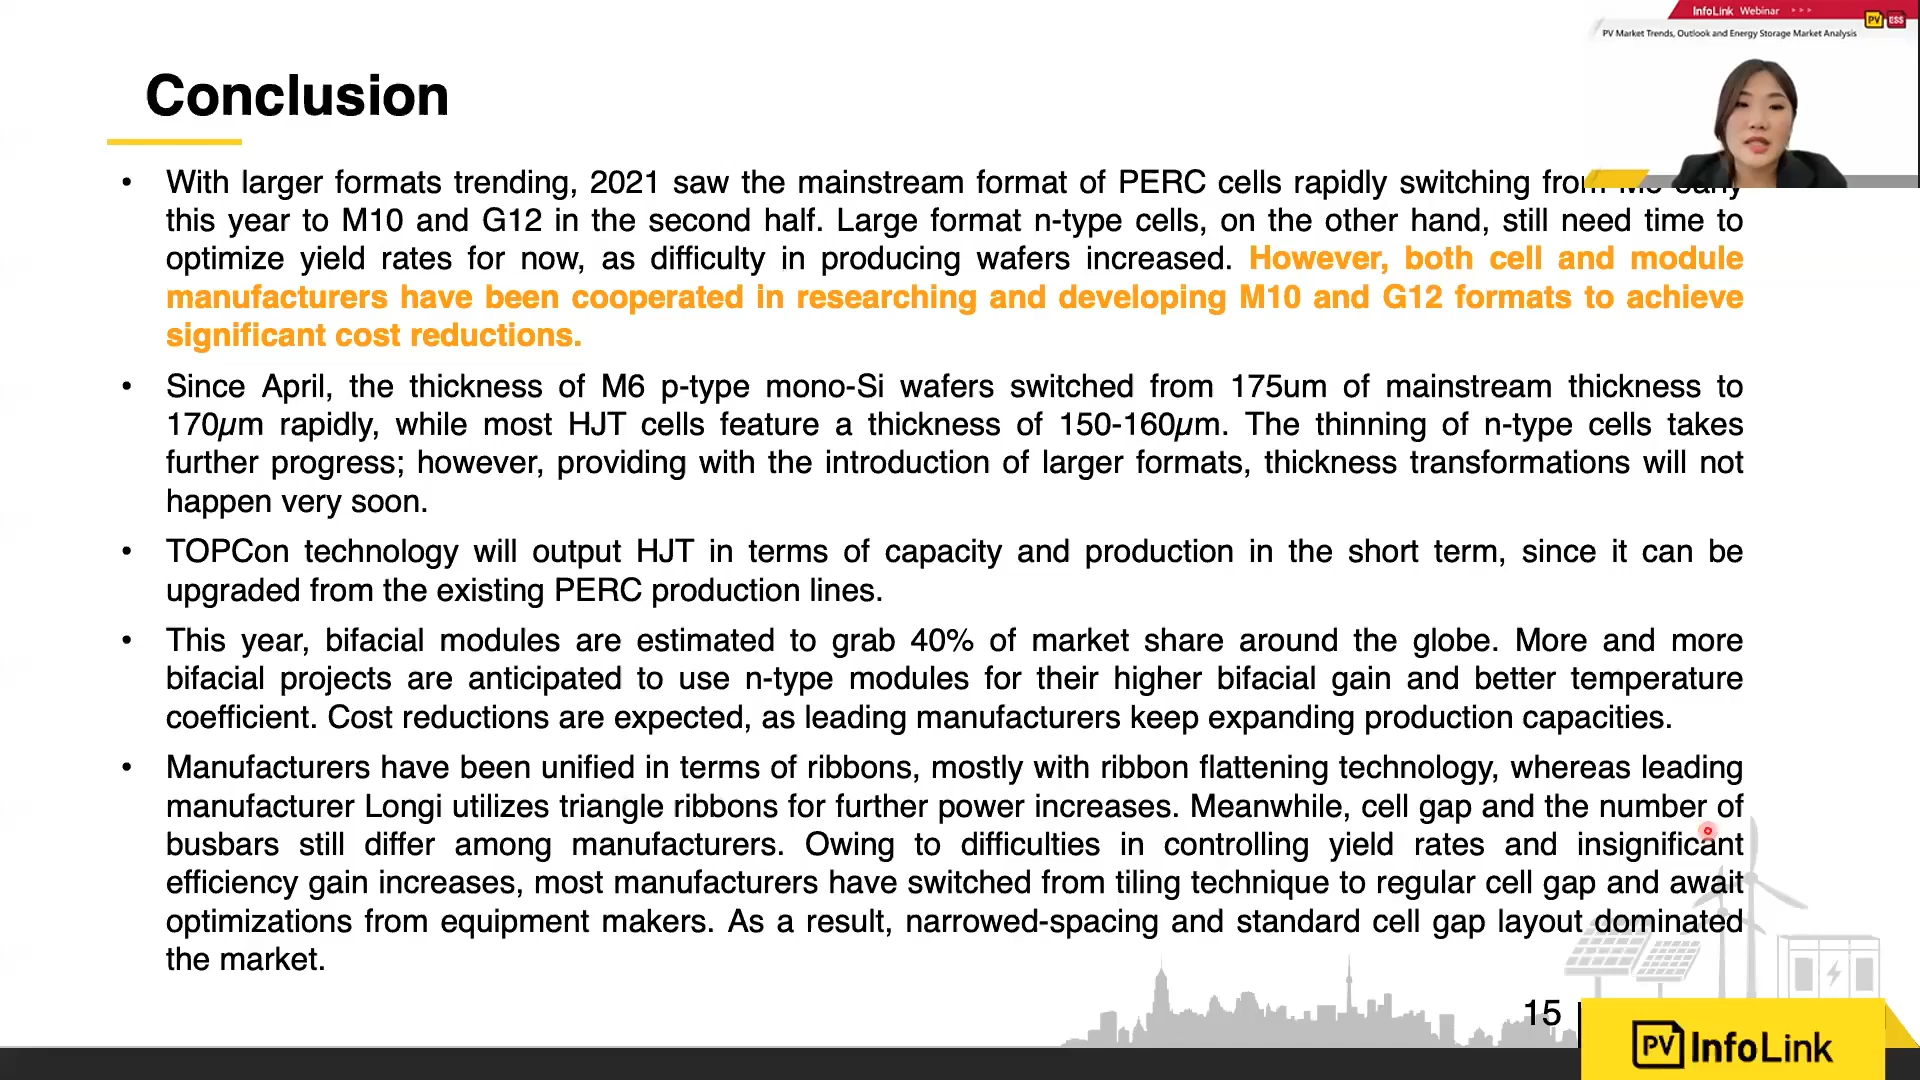 InfoLink Webinar > > >
PV ESS
PV Market Trends, Outlook and Energy Storage Market Analysis
Conclusion
• With larger formats trending, 2021 saw the mainstream format of PERC cells rapidly switching from early
this year to M10 and G12 in the second half. Large format n-type cells, on the other hand, still need time to
optimize yield rates for now, as difficulty in producing wafers increased. However, both cell and module
manufacturers have been cooperated in researching and developing M10 and G12 formats to achieve
significant cost reductions.
• Since April, the thickness of M6 p-type mono-Si wafers switched from 175um of mainstream thickness to
170μm rapidly, while most HJT cells feature a thickness of 150-160μm. The thinning of n-type cells takes
further progress; however, providing with the introduction of larger formats, thickness transformations will not
happen very soon.
• TOPCon technology will output HJT in terms of capacity and production in the short term, since it can be
upgraded from the existing PERC production lines.
• This year, bifacial modules are estimated to grab 40% of market share around the globe. More and more
bifacial projects are anticipated to use n-type modules for their higher bifacial gain and better temperature
coefficient. Cost reductions are expected, as leading manufacturers keep expanding production capacities.
• Manufacturers have been unified in terms of ribbons, mostly with ribbon flattening technology, whereas leading
manufacturer Longi utilizes triangle ribbons for further power increases. Meanwhile, cell gap and the number of
busbars still differ among manufacturers. Owing to difficulties in controlling yield rates and insignificant
efficiency gain increases, most manufacturers have switched from tiling technique to regular cell gap and await
optimizations from equipment makers. As a result, narrowed-spacing and standard cell gap layout dominated
the market.
15
PV InfoLink